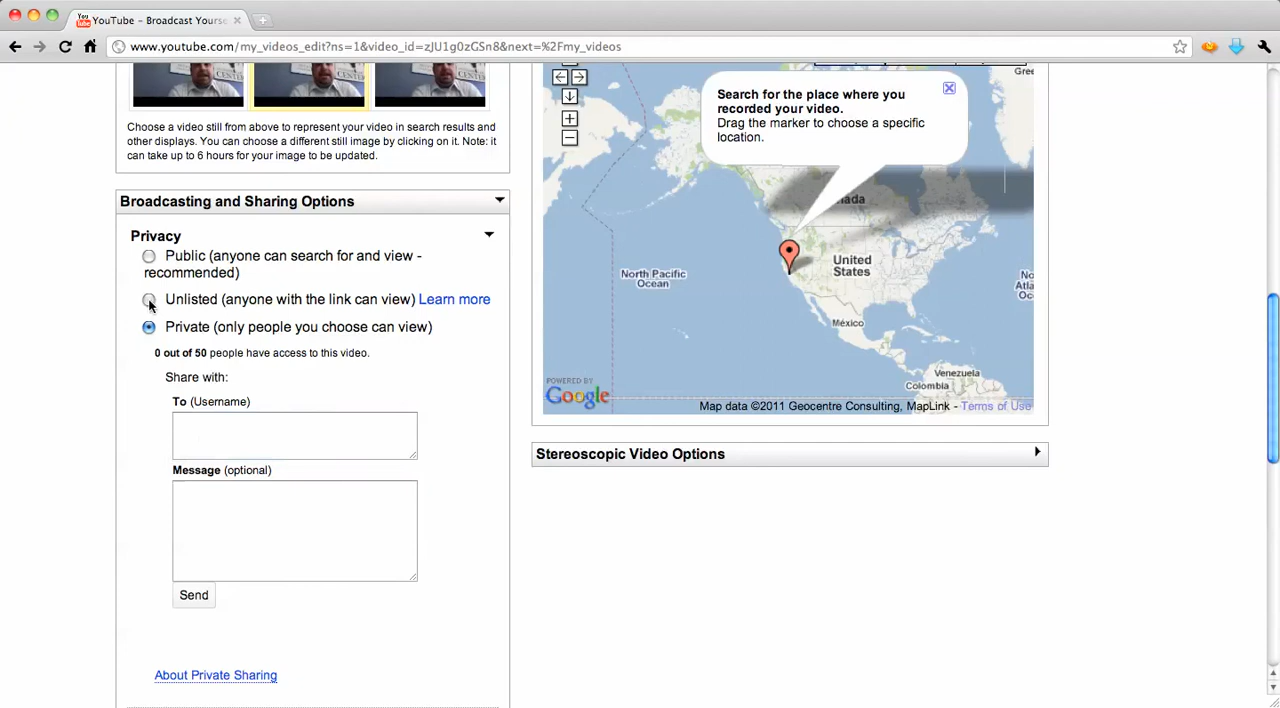 YouTube - Broadcast Yourse
www.youtube.com/my_videos_edit?ns=1&video_id=zJU1g0zGSn8&next=%2Fmy_videos
Choose a video still from above to represent your video in search results and
other displays. You can choose a different still image by clicking on it. Note: it
can take up to 6 hours for your image to be updated.
Broadcasting and Sharing Options
Privacy
Public (anyone can search for and view -
recommended)
Unlisted (anyone with the link can view) Learn more
Private (only people you choose can view)
0 out of 50 people have access to this video.
Share with:
To (Username)
Message (optional)
Send
About Private Sharing
Search for the place where you
recorded your video.
Drag the marker to choose a specific
location.
Gree
nada
North Pacific
Ocean
United
States
No
Atla
Oc
México
Venezuela
Colombia
POWERED BY
Google
Map data ©2011 Geocentre Consulting, MapLink - Terms of Use
Stereoscopic Video Options